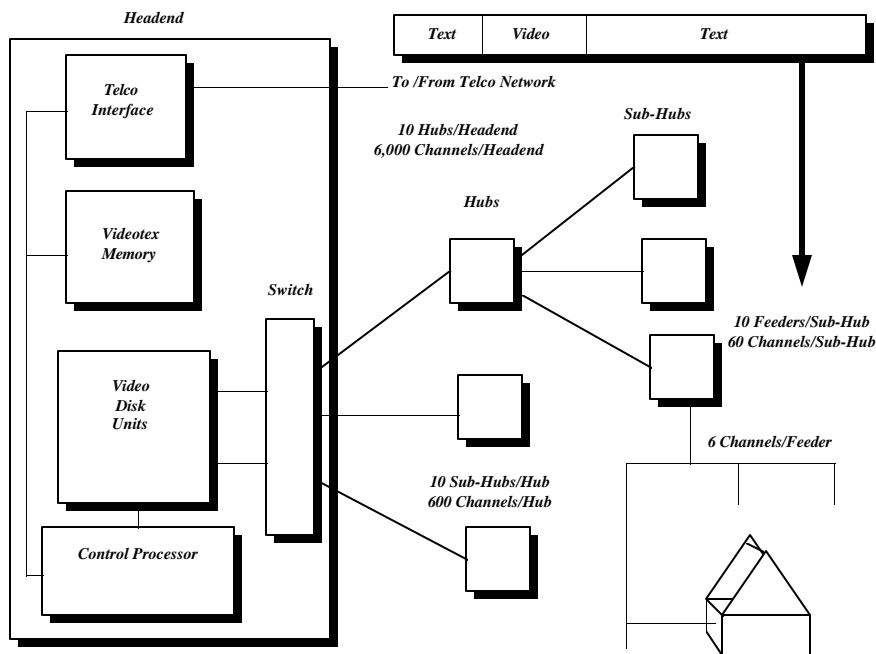 Headend
Text Video Text
Telco
Interface
To /From Telco Network
10 Hubs/Headend
6,000 Channels/Headend
Sub-Hubs
Hubs
Videotex
Memory
Switch
10 Feeders/Sub-Hub
60 Channels/Sub-Hub
Video
Disk
Units
6 Channels/Feeder
10 Sub-Hubs/Hub
600 Channels/Hub
Control Processor